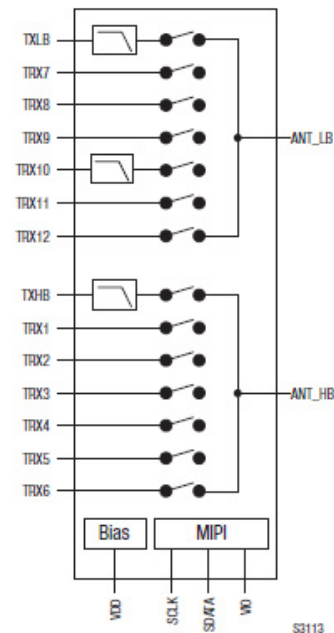 TXLB
TRX7
TRX8
TRX9
ANT_LB
TRX10
TRX11
TRX12
TXHB
TRX1
TRX2
TRX3
ANT_HB
TRX4
TRX5
TRX6
Bias MIPI
VDD SCLK SDATA VIO
S3113